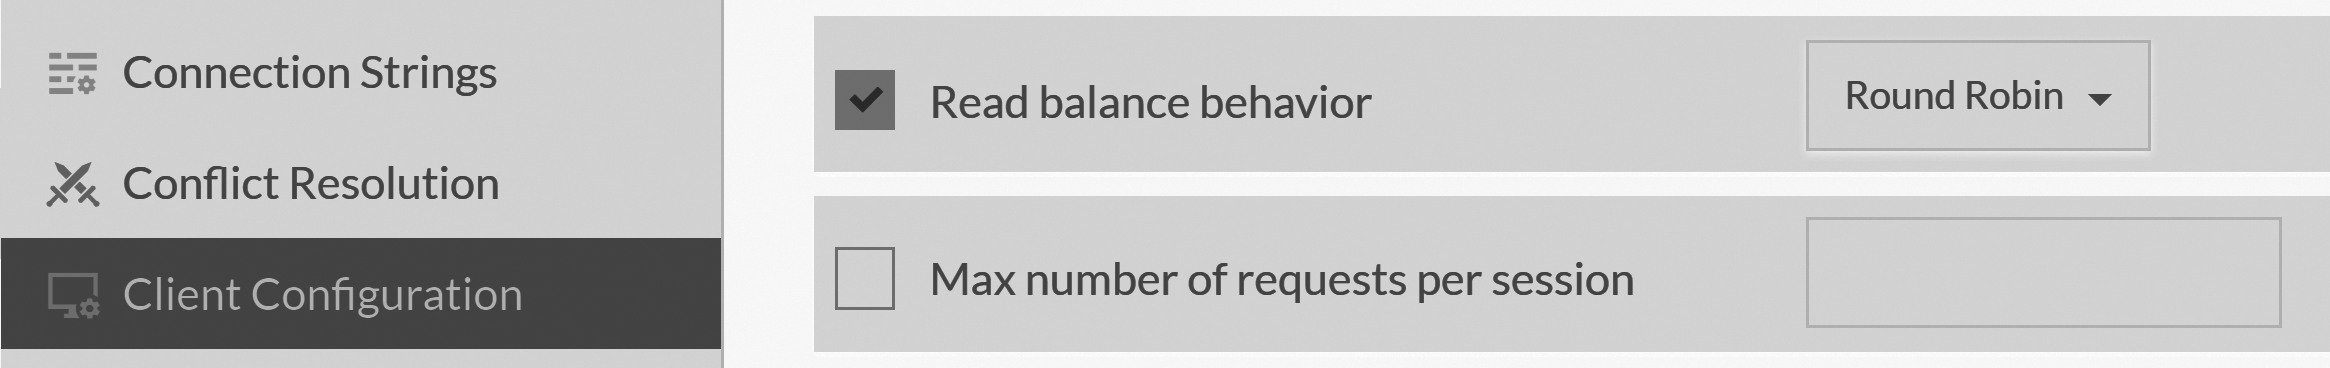 Connection Strings
Conflict Resolution
Client Configuration
Read balance behavior
Round Robin
Max number of requests per session